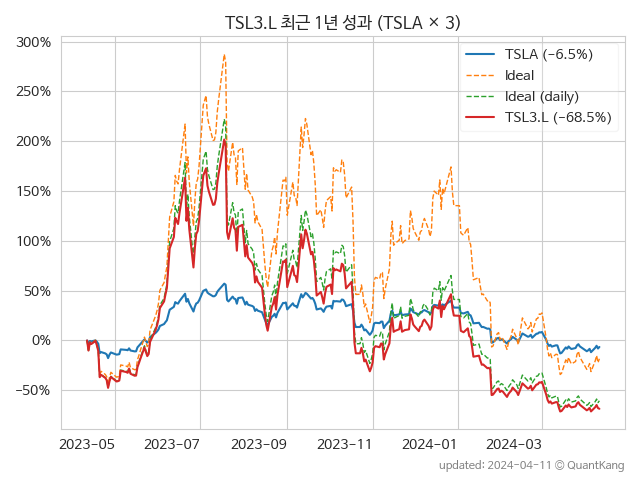 TSL3.L 최근 1년 성과 (TSLA × 3)
300%
250%
200%
150%
100%
50%
0%
−50%
TSLA (−6.5%)
Ideal
Ideal (daily)
TSL3.L (−68.5%)
2023-05
2023-07
2023-09
2023-11
2024-01
2024-03
updated: 2024-04-11 © QuantKang